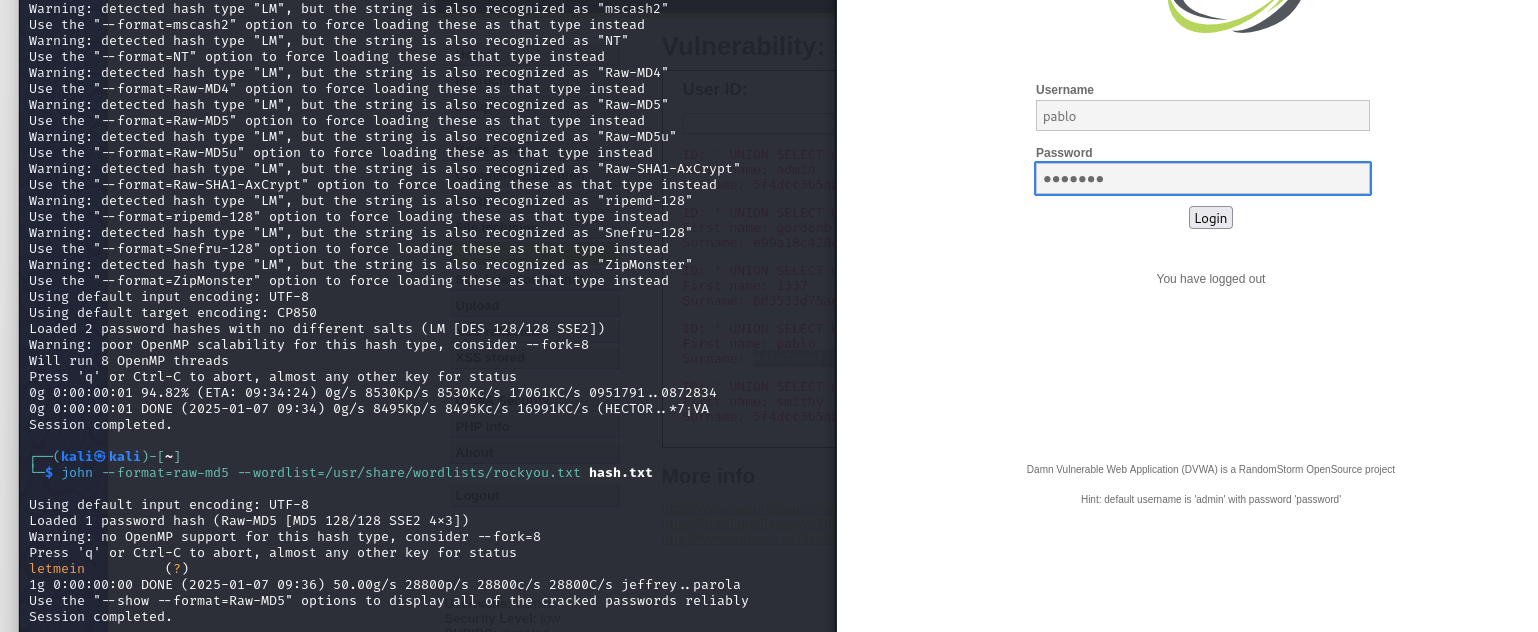 Warning: detected hash type "LM", but the string is also recognized as "mscash2"
Use the "--format=mscash2" option to force loading these as that type instead
Warning: detected hash type "LM", but the string is also recognized as "NT"
Use the "--format=NT" option to force loading these as that type instead
Warning: detected hash type "LM", but the string is also recognized as "Raw-MD4"
Use the "--format=Raw-MD4" option to force loading these as that type instead
Warning: detected hash type "LM", but the string is also recognized as "Raw-MD5"
Use the "--format=Raw-MD5" option to force loading these as that type instead
Warning: detected hash type "LM", but the string is also recognized as "Raw-MD5u"
Use the "--format=Raw-MD5u" option to force loading these as that type instead
Warning: detected hash type "LM", but the string is also recognized as "Raw-SHA1-AxCrypt"
Use the "--format=Raw-SHA1-AxCrypt" option to force loading these as that type instead
Warning: detected hash type "LM", but the string is also recognized as "ripemd-128"
Use the "--format=ripemd-128" option to force loading these as that type instead
Warning: detected hash type "LM", but the string is also recognized as "Snefru-128"
Use the "--format=Snefru-128" option to force loading these as that type instead
Warning: detected hash type "LM", but the string is also recognized as "ZipMonster"
Use the "--format=ZipMonster" option to force loading these as that type instead
Using default input encoding: UTF-8
Using default target encoding: CP850
Loaded 2 password hashes with no different salts (LM [DES 128/128 SSE2])
Warning: poor OpenMP scalability for this hash type, consider --fork=8
Will run 8 OpenMP threads
Press 'q' or Ctrl-C to abort, almost any other key for status
0g 0:00:00:01 94.82% (ETA: 09:34:24) 0g/s 8530Kp/s 8530Kc/s 17061KC/s 0951791..0872834
0g 0:00:00:01 DONE (2025-01-07 09:34) 0g/s 8495Kp/s 8495Kc/s 16991KC/s (HECTOR..*7¡VA
Session completed.
┌──(kali㉿kali)-[~]
└─$ john --format=raw-md5 --wordlist=/usr/share/wordlists/rockyou.txt hash.txt
Using default input encoding: UTF-8
Loaded 1 password hash (Raw-MD5 [MD5 128/128 SSE2 4x3])
Warning: no OpenMP support for this hash type, consider --fork=8
Press 'q' or Ctrl-C to abort, almost any other key for status
letmein (?)
1g 0:00:00:00 DONE (2025-01-07 09:36) 50.00g/s 28800p/s 28800c/s 28800C/s jeffrey..parola
Use the "--show --format=Raw-MD5" options to display all of the cracked passwords reliably
Session completed.
Vulnerability:
User ID:
Upload
XSS stored
PHP Info
About
Logout
More info
Security Level: low
Username
pablo
Password
●●●●●●●
Login
You have logged out
Damn Vulnerable Web Application (DVWA) is a RandomStorm OpenSource project
Hint: default username is 'admin' with password 'password'